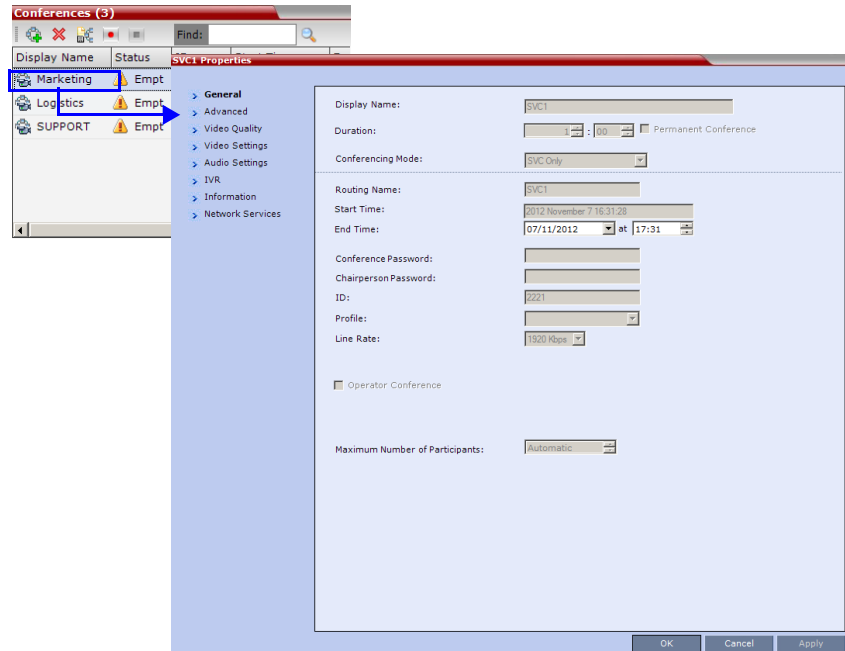 Conferences (3)
Find:
Display Name Status
Marketing Empt
Logistics Empt
SUPPORT Empt
SVC1 Properties
General
Advanced
Video Quality
Video Settings
Audio Settings
IVR
Information
Network Services
Display Name: SVC1
Duration: 1 : 00 Permanent Conference
Conferencing Mode: SVC Only
Routing Name: SVC1
Start Time: 2012 November 7 16:31:28
End Time: 07/11/2012 at 17:31
Conference Password:
Chairperson Password:
ID: 2221
Profile:
Line Rate: 1920 Kbps
Operator Conference
Maximum Number of Participants: Automatic
OK Cancel Apply